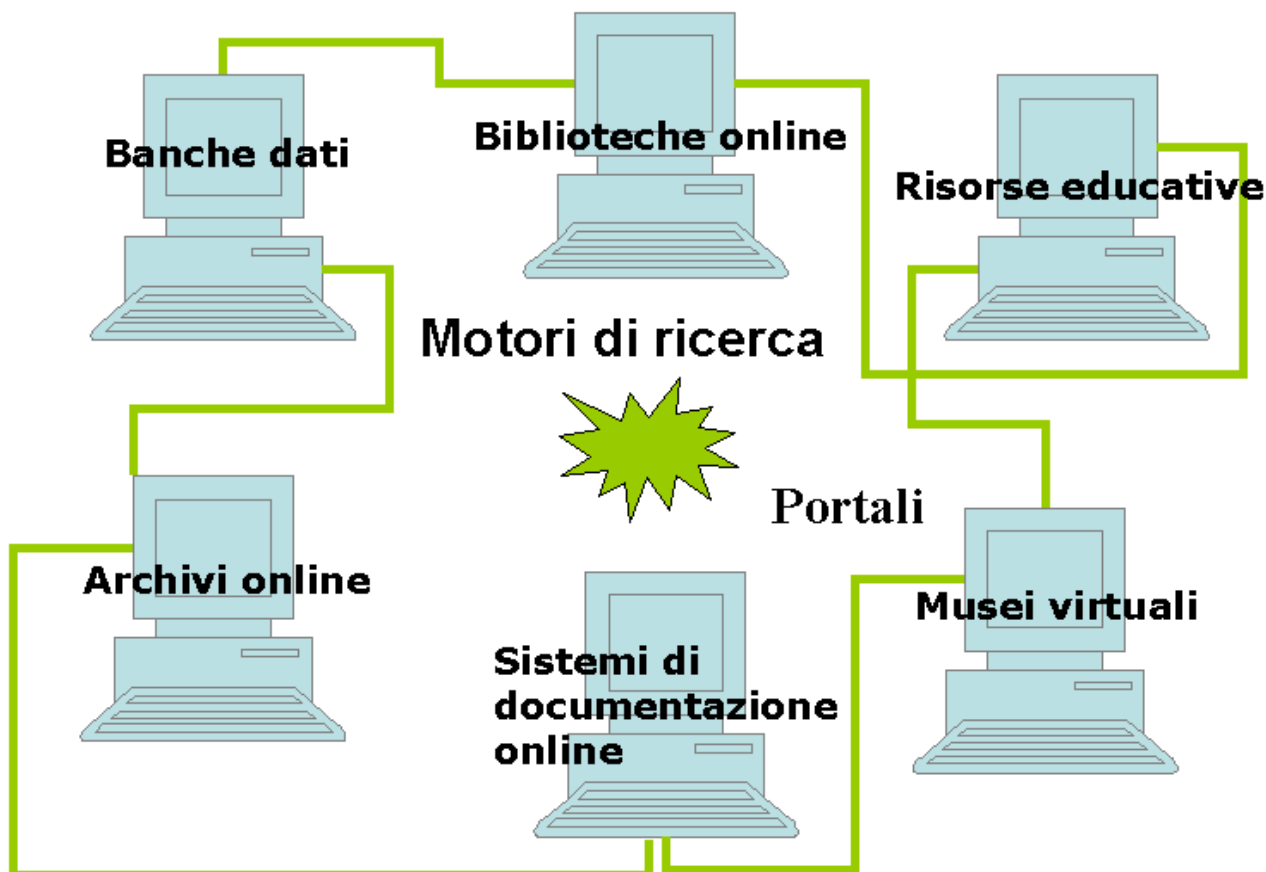 Banche dati
Biblioteche online
Risorse educative
Motori di ricerca
Portali
Archivi online
Sistemi di
documentazione
online
Musei virtuali